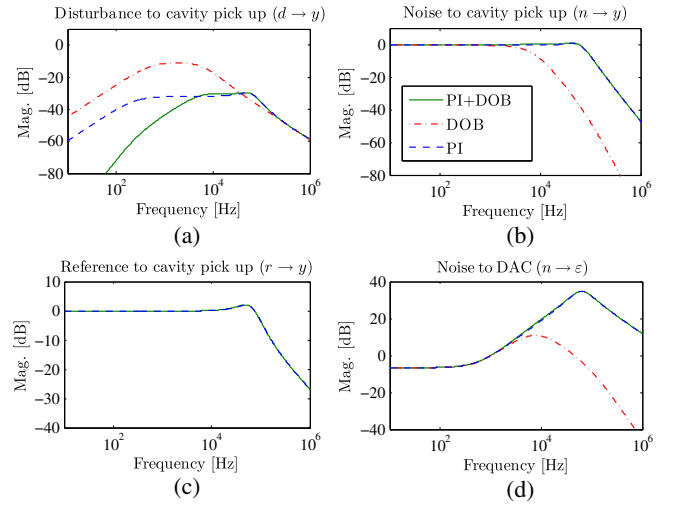 Disturbance to cavity pick up (d → y)
0
−20
−40
−60
−80
Mag. [dB]
10^2
10^4
10^6
Frequency [Hz]
(a)
Noise to cavity pick up (n → y)
0
−20
−40
−60
−80
Mag. [dB]
PI+DOB
DOB
PI
10^2
10^4
10^6
Frequency [Hz]
(b)
Reference to cavity pick up (r → y)
10
0
−10
−20
−30
−40
Mag. [dB]
10^2
10^4
10^6
Frequency [Hz]
(c)
Noise to DAC (n → ε)
40
20
0
−20
−40
Mag. [dB]
10^2
10^4
10^6
Frequency [Hz]
(d)